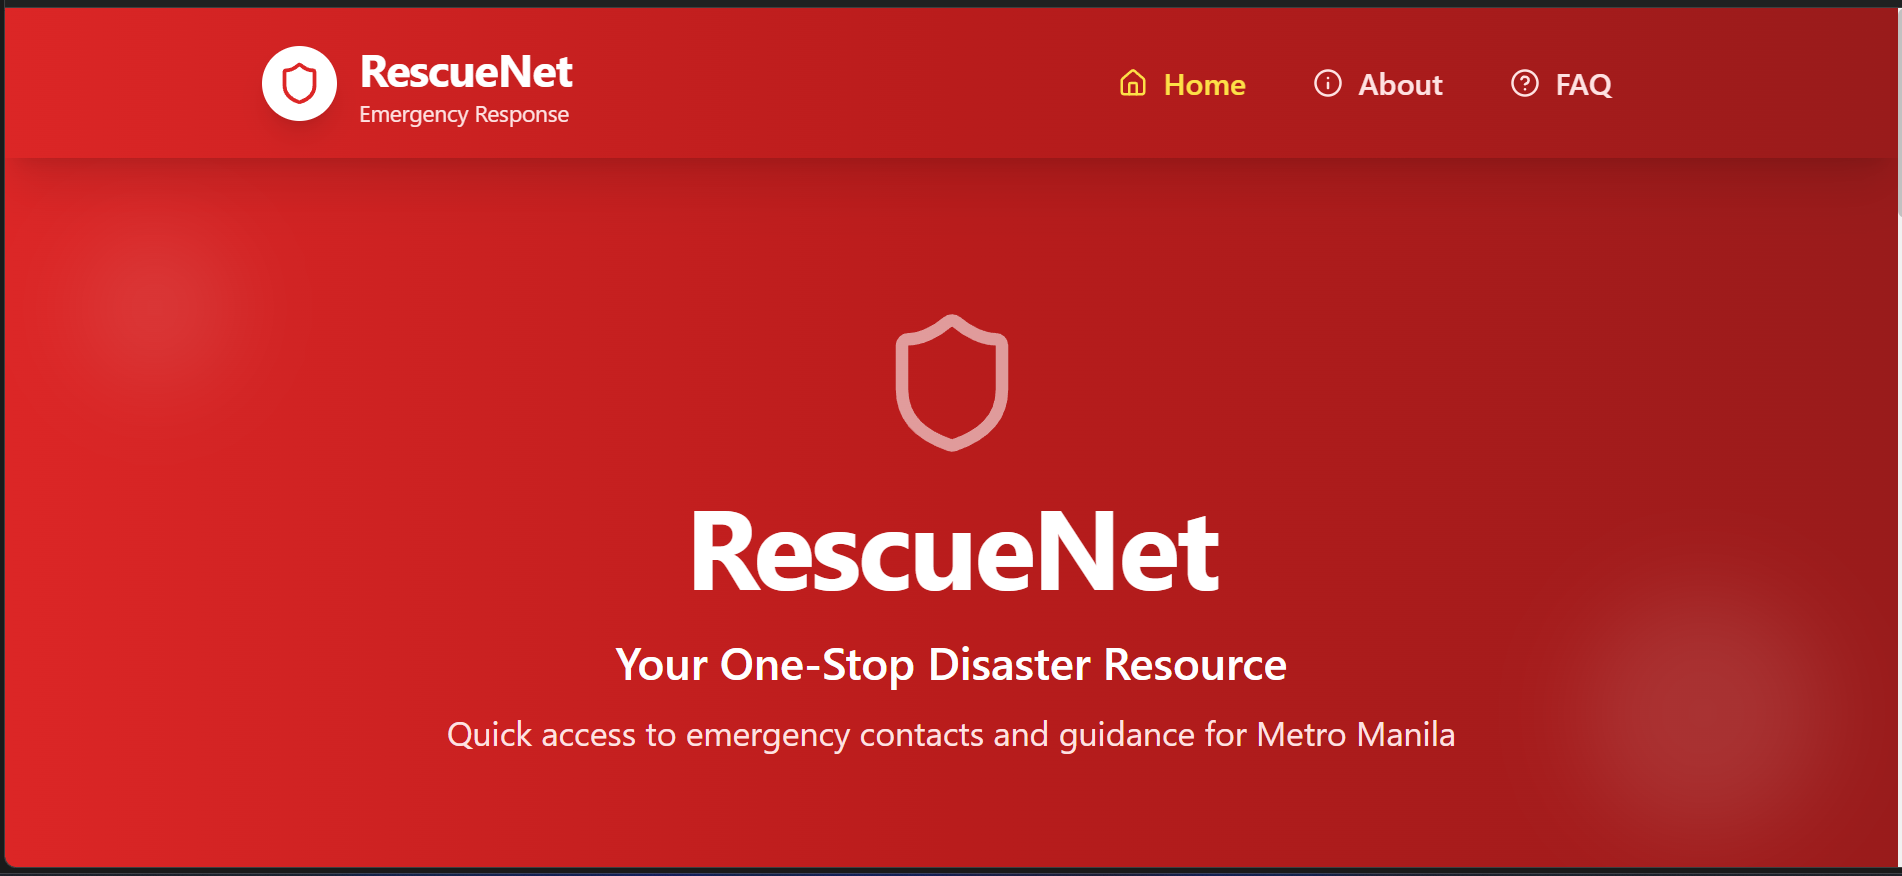 RescueNet
Emergency Response
Home
About
FAQ
RescueNet
Your One-Stop Disaster Resource
Quick access to emergency contacts and guidance for Metro Manila